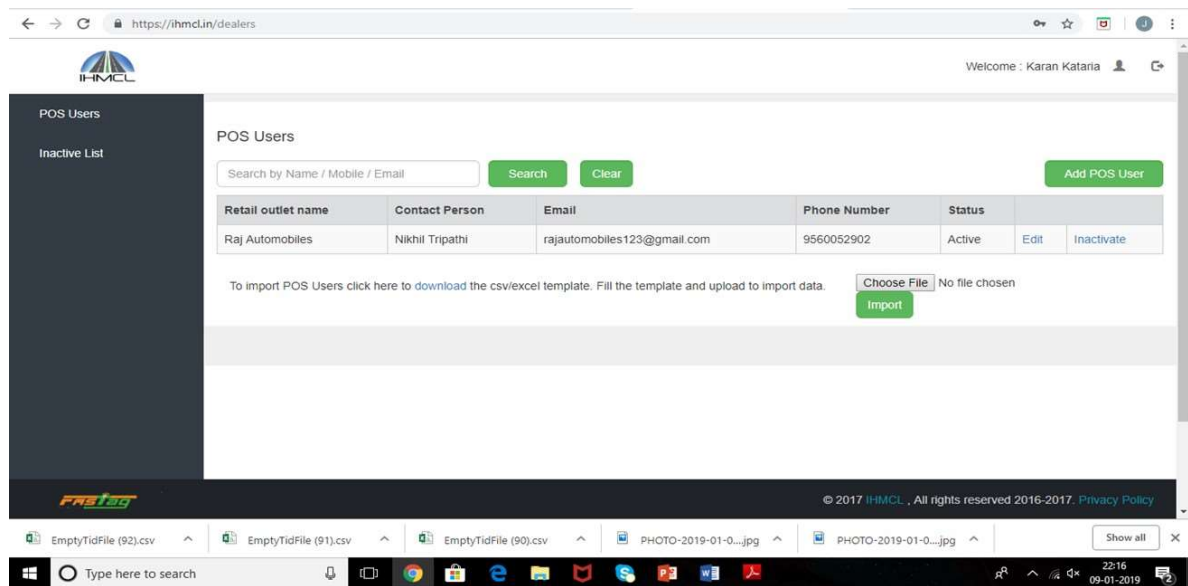 https://ihmcl.in/dealers
J
IHMCL
Welcome : Karan Kataria
POS Users
Inactive List
POS Users
Search by Name / Mobile / Email
Search
Clear
Add POS User
Retail outlet name Contact Person Email Phone Number Status
Raj Automobiles Nikhil Tripathi rajautomobiles123@gmail.com 9560052902 Active Edit Inactivate
To import POS Users click here to download the csv/excel template. Fill the template and upload to import data.
Choose File No file chosen
Import
FASTag
© 2017 IHMCL , All rights reserved 2016-2017. Privacy Policy
EmptyTidFile (92).csv EmptyTidFile (91).csv EmptyTidFile (90).csv PHOTO-2019-01-0....jpg PHOTO-2019-01-0....jpg Show all
Type here to search
22:16
09-01-2019
2